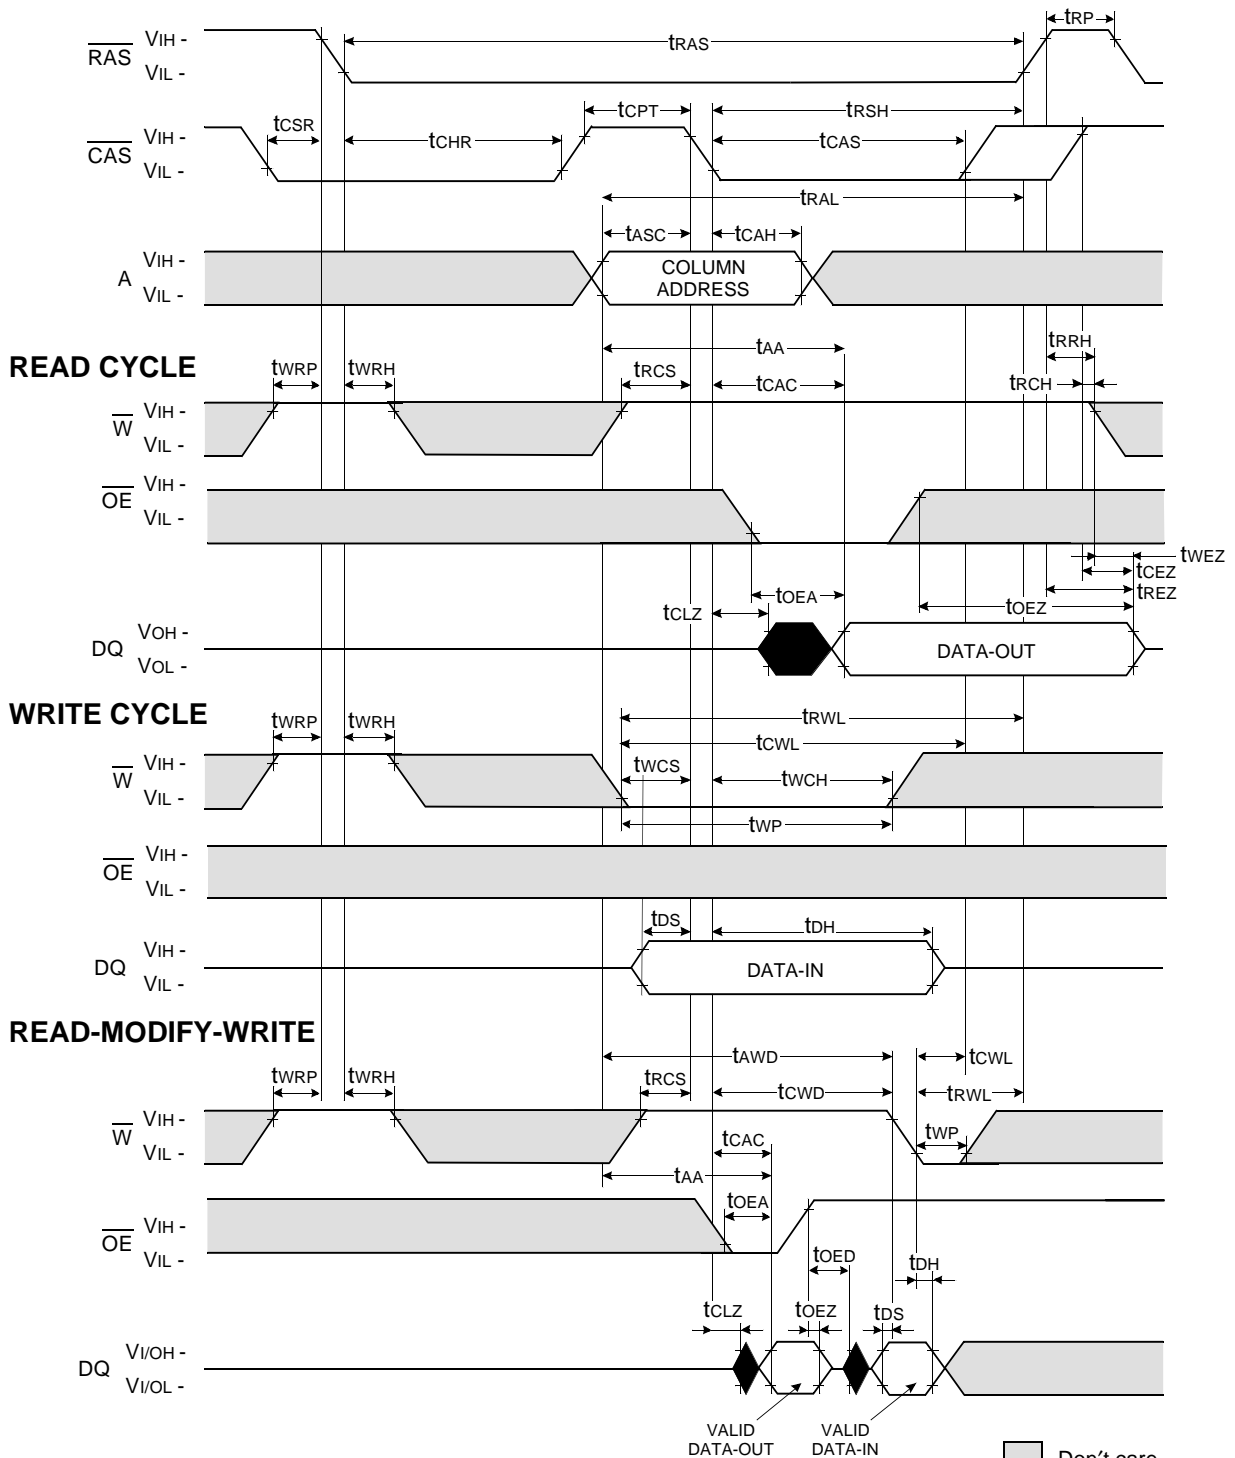 tRP
VIH -
RAS
tRAS
VIL -
tCPT
tRSH
tCSR
VIH -
tCHR
tCAS
CAS
VIL -
tRAL
tASC
tCAH
VIH -
COLUMN
A
ADDRESS
VIL -
READ CYCLE
tAA
tRRH
tWRP
tWRH
tRCS
tCAC
tRCH
VIH -
W
VIL -
VIH -
OE
VIL -
tWEZ
tCEZ
tREZ
tOEA
tOEZ
tCLZ
VOH -
DQ
DATA-OUT
VOL -
WRITE CYCLE
tWRP
tWRH
tRWL
tCWL
VIH -
tWCS
tWCH
W
VIL -
tWP
VIH -
OE
VIL -
tDS
tDH
VIH -
DQ
DATA-IN
VIL -
READ-MODIFY-WRITE
tAWD
tCWL
tWRP
tWRH
tRCS
tCWD
tRWL
VIH -
W
tCAC
tWP
VIL -
tAA
tOEA
VIH -
OE
VIL -
tOED
tDH
tCLZ
tOEZ
tDS
VI/OH -
DQ
VI/OL -
VALID
DATA-OUT
VALID
DATA-IN
Don't care